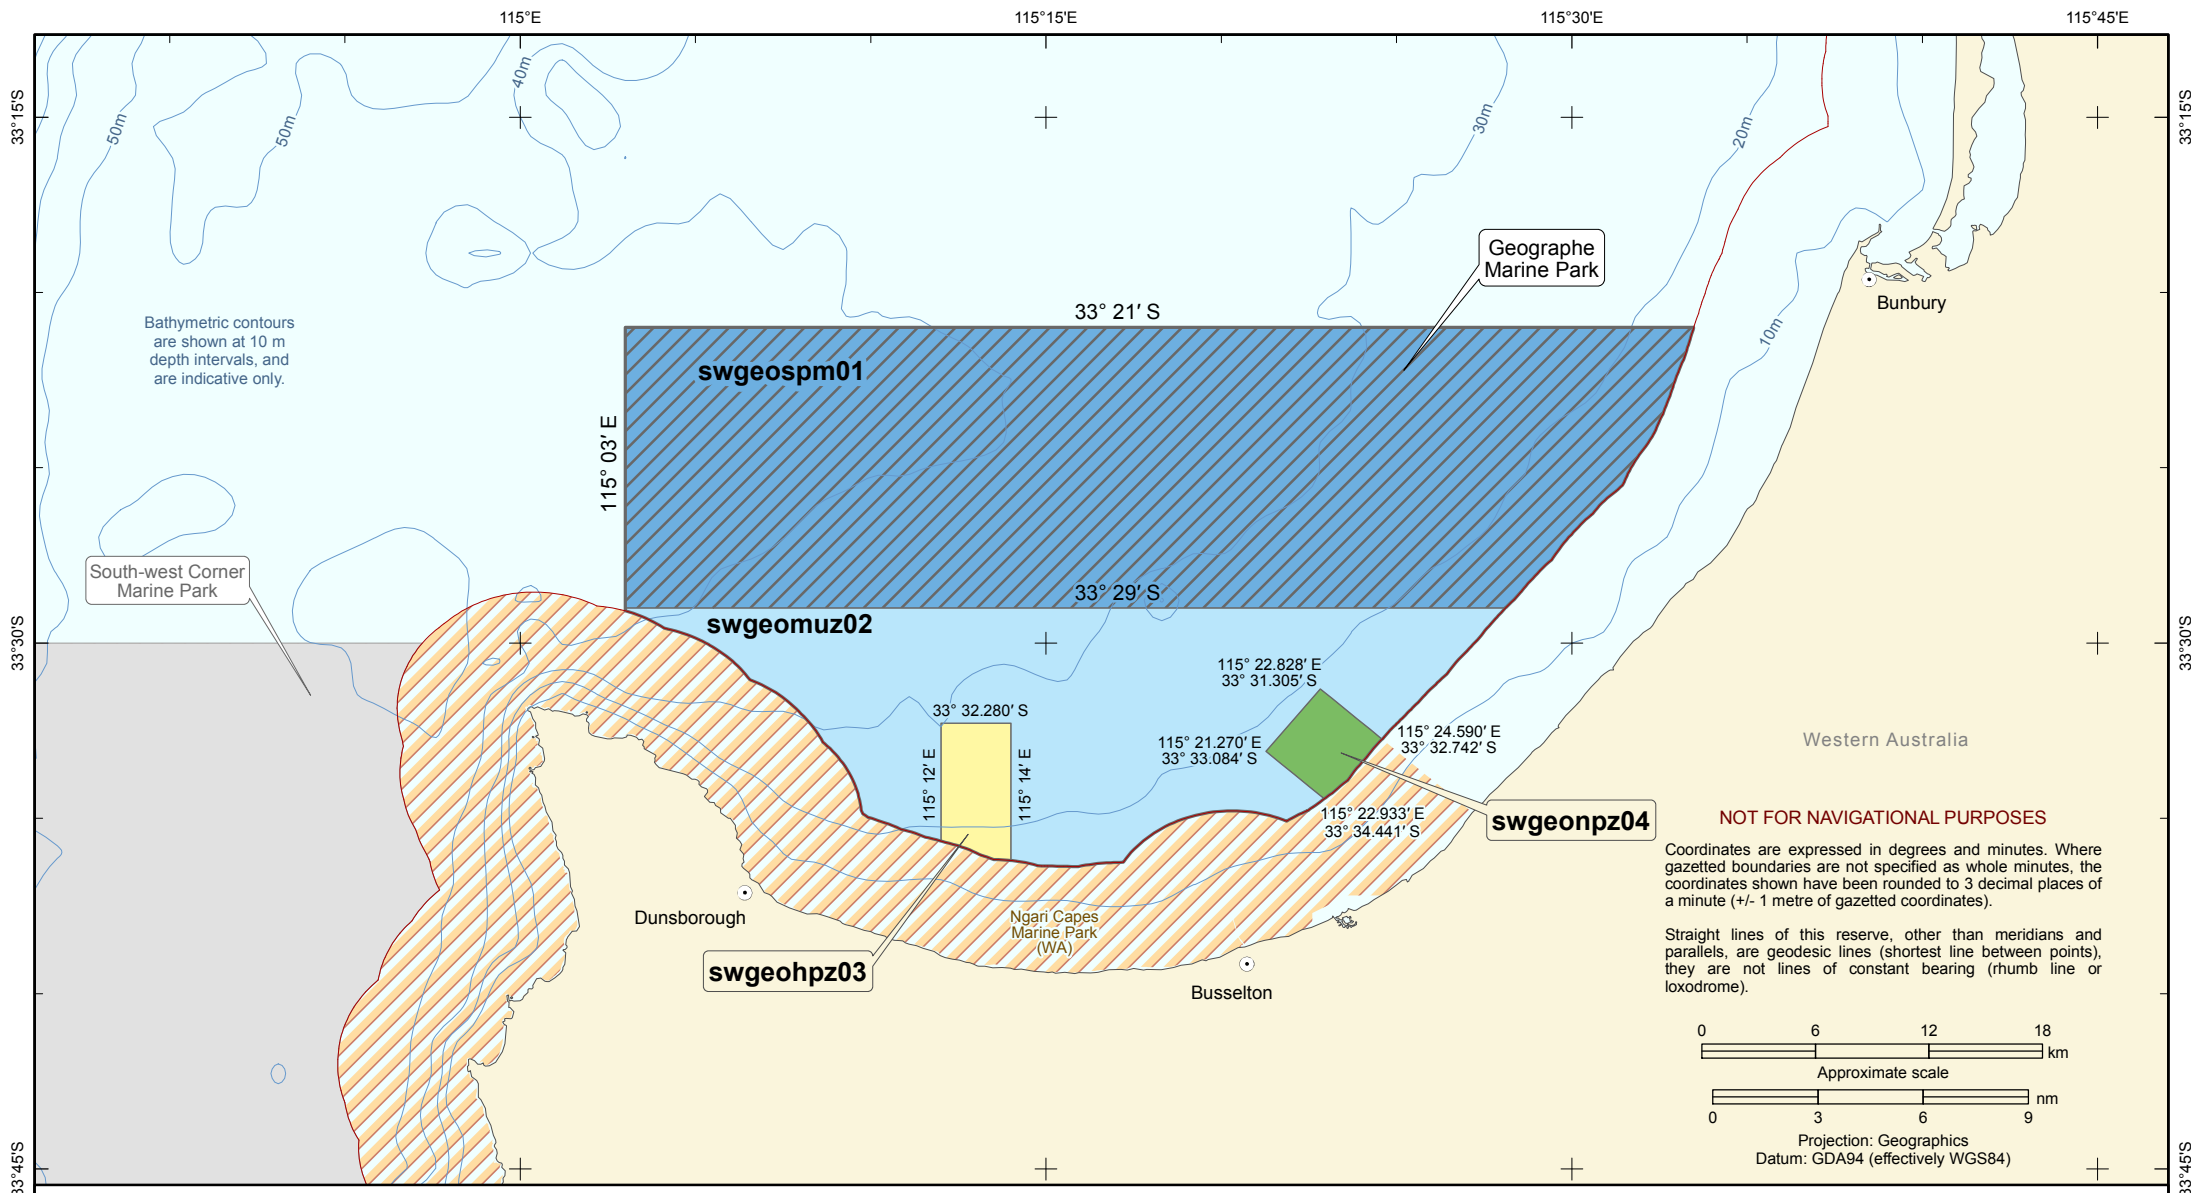 115°E
115°15'E
115°30'E
115°45'E
33°15'S
33°15'S
40m
50m
50m
30m
20m
Geographe
Marine Park
Bunbury
33° 21' S
10m
Bathymetric contours
are shown at 10 m
depth intervals, and
are indicative only.
swgeospm01
115° 03' E
South-west Corner
Marine Park
33° 29' S
swgeomuz02
33°30'S
33°30'S
115° 22.828' E
33° 31.305' S
33° 32.280' S
115° 12' E
115° 14' E
115° 21.270' E
33° 33.084' S
115° 24.590' E
33° 32.742' S
Western Australia
115° 22.933' E
33° 34.441' S
swgeonpz04
NOT FOR NAVIGATIONAL PURPOSES
Coordinates are expressed in degrees and minutes. Where
gazetted boundaries are not specified as whole minutes, the
coordinates shown have been rounded to 3 decimal places of
a minute (+/- 1 metre of gazetted coordinates).
Straight lines of this reserve, other than meridians and
parallels, are geodesic lines (shortest line between points),
they are not lines of constant bearing (rhumb line or
loxodrome).
Dunsborough
Ngari Capes
Marine Park
(WA)
swgeohpz03
Busselton
0 6 12 18
km
Approximate scale
nm
0 3 6 9
Projection: Geographics
Datum: GDA94 (effectively WGS84)
33°45'S
33°45'S